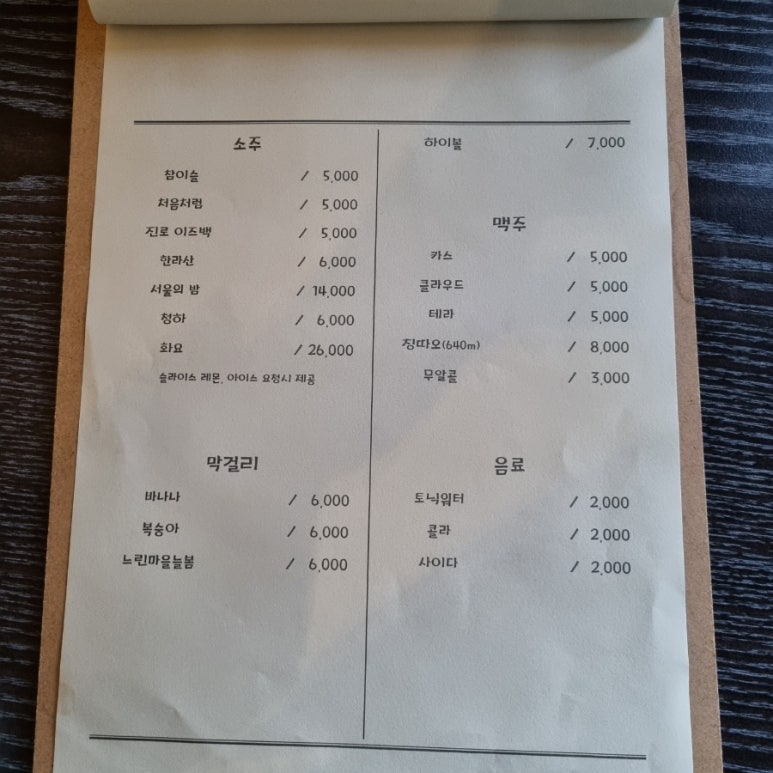 소주
참이슬 / 5,000
처음처럼 / 5,000
진로 이즈백 / 5,000
한라산 / 6,000
서울의 밤 / 14,000
청하 / 6,000
화요 / 26,000
슬라이스 레몬, 아이스 요청시 제공
막걸리
바나나 / 6,000
복숭아 / 6,000
느린마을늘봄 / 6,000
하이볼 / 7,000
맥주
카스 / 5,000
클라우드 / 5,000
테라 / 5,000
칭따오(640m) / 8,000
무알콜 / 3,000
음료
토닉워터 / 2,000
콜라 / 2,000
사이다 / 2,000